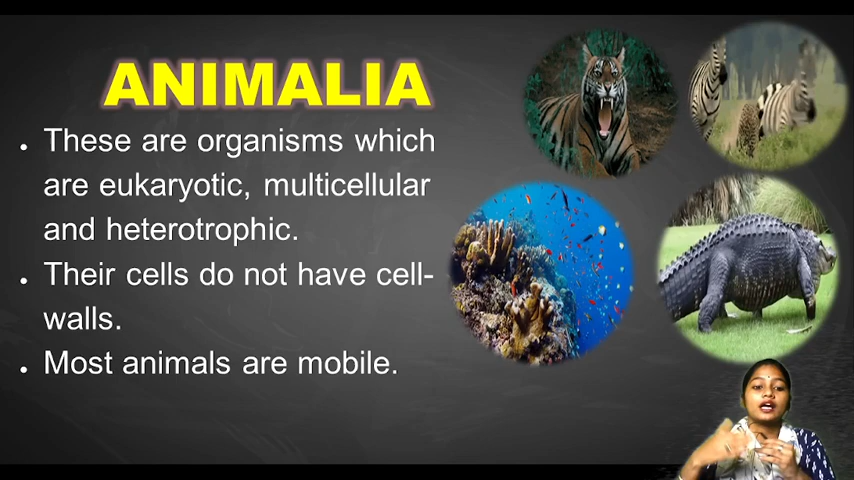 ANIMALIA
• These are organisms which
are eukaryotic, multicellular
and heterotrophic.
• Their cells do not have cell-
walls.
• Most animals are mobile.